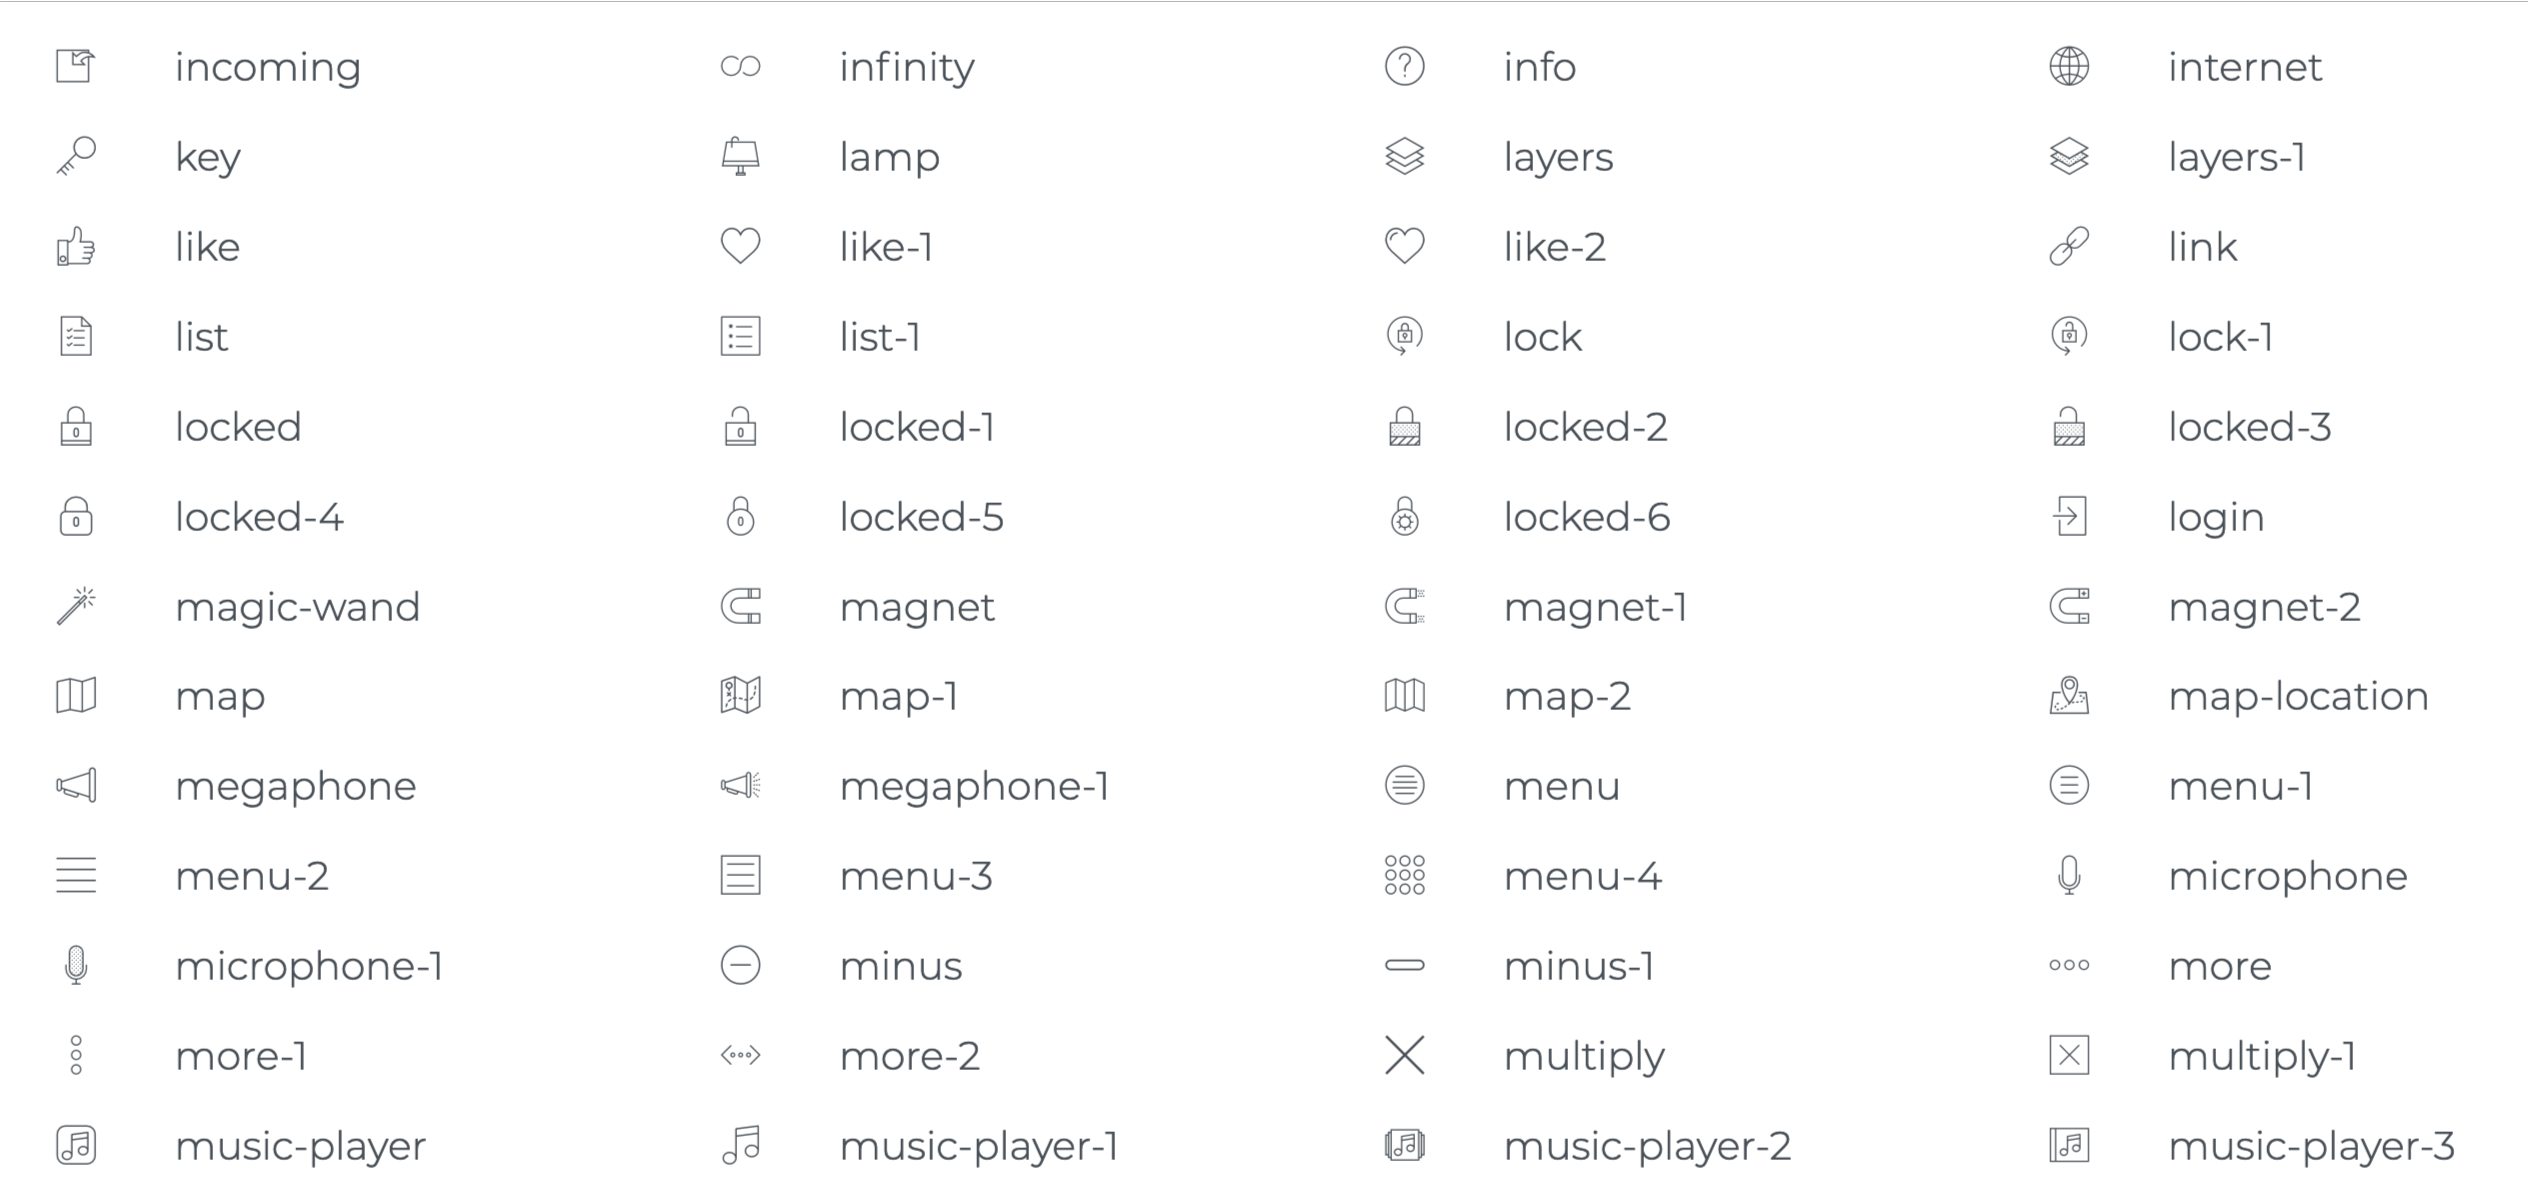 incoming infinity info internet
key lamp layers layers-1
like like-1 like-2 link
list list-1 lock lock-1
locked locked-1 locked-2 locked-3
locked-4 locked-5 locked-6 login
magic-wand magnet magnet-1 magnet-2
map map-1 map-2 map-location
megaphone megaphone-1 menu menu-1
menu-2 menu-3 menu-4 microphone
microphone-1 minus minus-1 more
more-1 more-2 multiply multiply-1
music-player music-player-1 music-player-2 music-player-3